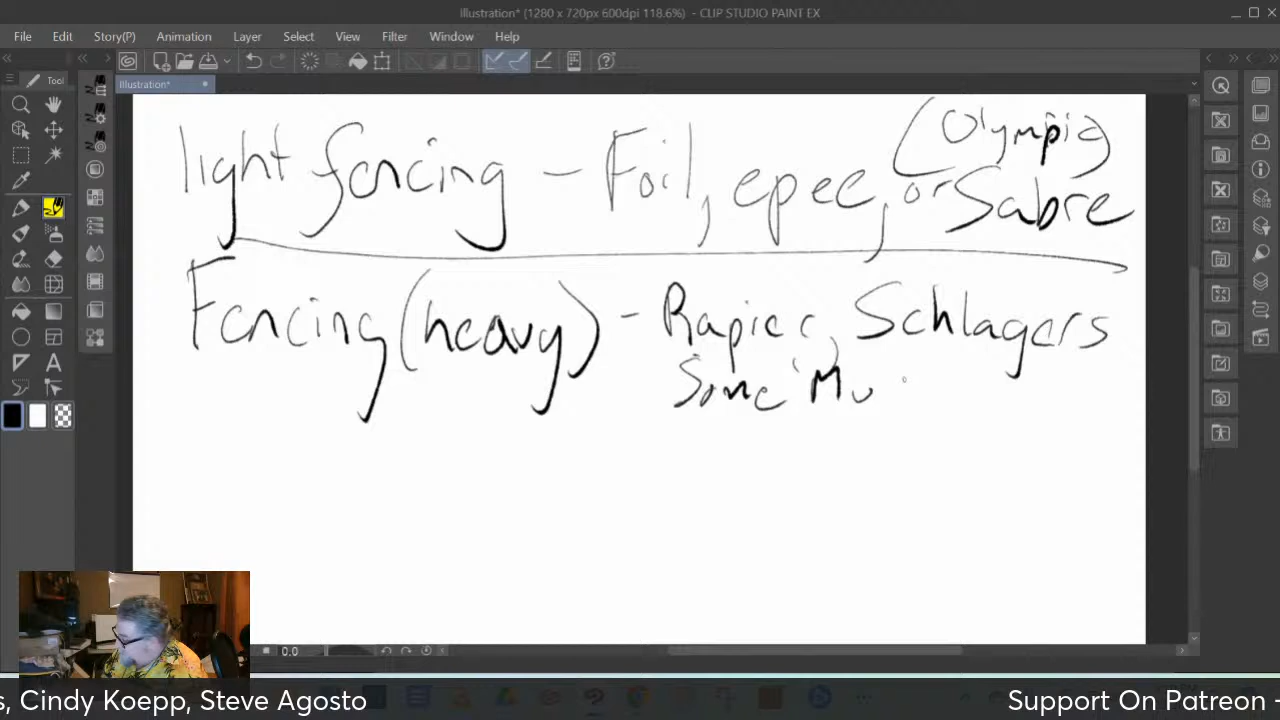 Illustration* (1280 x 720px 600dpi 118.6%) - CLIP STUDIO PAINT EX
File Edit Story(P) Animation Layer Select View Filter Window Help
Tool
Illustration*
(Olympic)
light fencing - Foil, epee, or Sabre
Fencing (heavy) - Rapier, Schlagers
Some Mu
0.0
s, Cindy Koepp, Steve Agosto
Support On Patreon -